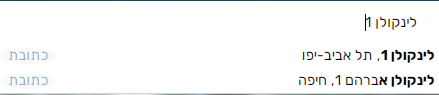 לינקולן 1
לינקולן 1, תל אביב-יפו כתובת
לינקולן אברהם 1, חיפה כתובת